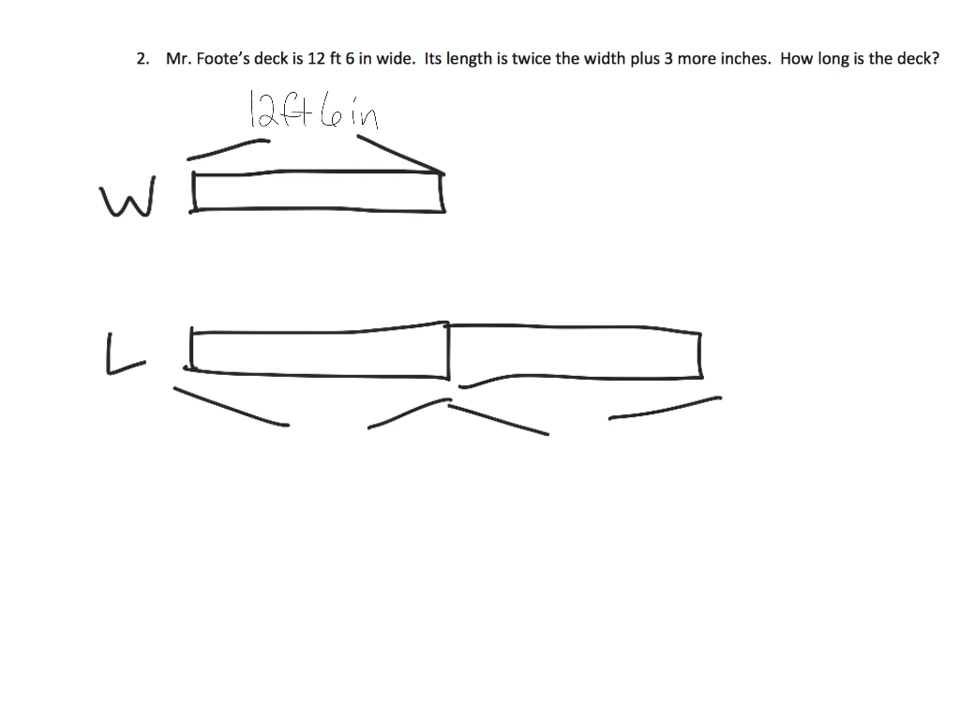 2. Mr. Foote's deck is 12 ft 6 in wide. Its length is twice the width plus 3 more inches. How long is the deck?
12ft 6in
W
L